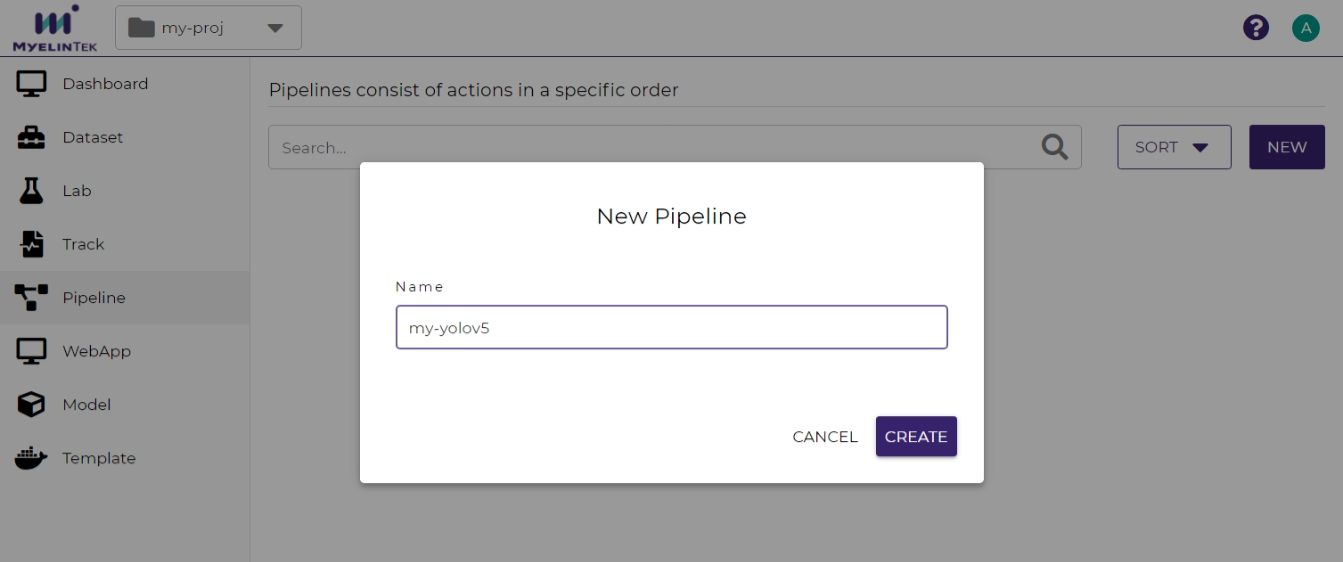 MYELINTEK
my-proj
?
A
Dashboard
Dataset
Lab
Track
Pipeline
WebApp
Model
Template
Pipelines consist of actions in a specific order
Search...
SORT
NEW
New Pipeline
Name
my-yolov5
CANCEL
CREATE